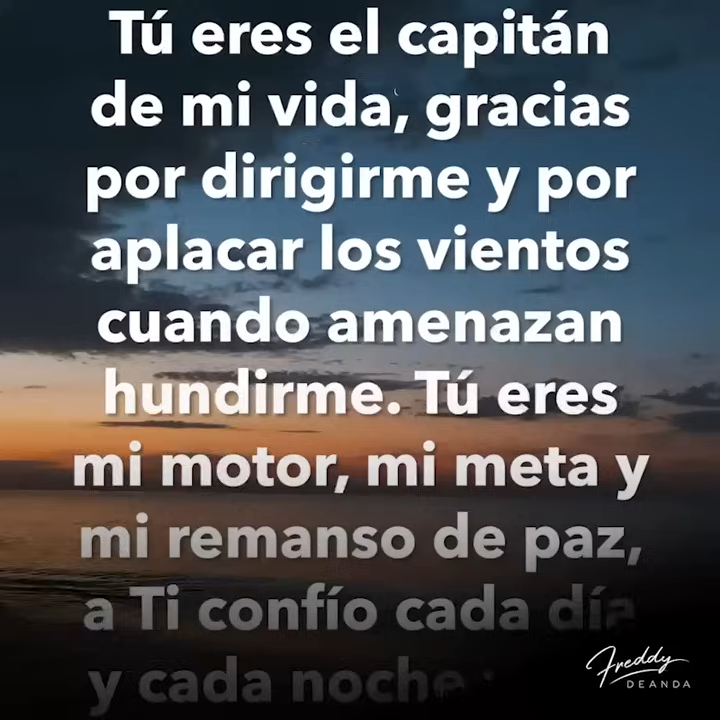 Tú eres el capitán
de mi vida, gracias
por dirigirme y por
aplacar los vientos
cuando amenazan
hundirme. Tú eres
mi motor, mi meta y
mi remanso de paz,
a Ti confío cada día
y cada noche
Freddy
DEANDA